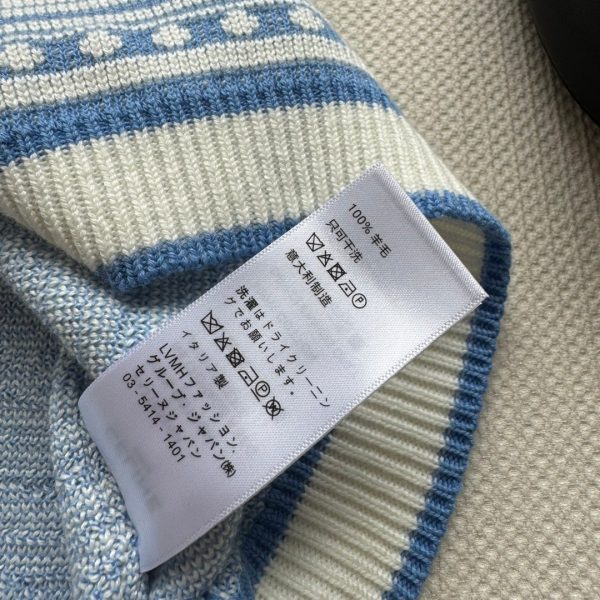 100% 羊毛
只可干洗
意大利制造
洗濯はドライクリーニン
グでお願いします。
イタリア製
LVMHファッション.
グループ・ジャパン(株)
セリーヌジャパン
03 - 5414 - 1401